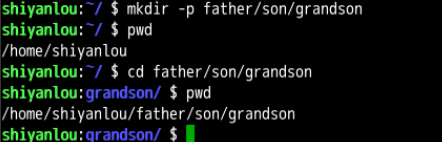 shiyanlou:~/ $ mkdir -p father/son/grandson
shiyanlou:~/ $ pwd
/home/shiyanlou
shiyanlou:~/ $ cd father/son/grandson
shiyanlou:grandson/ $ pwd
/home/shiyanlou/father/son/grandson
shiyanlou:grandson/ $